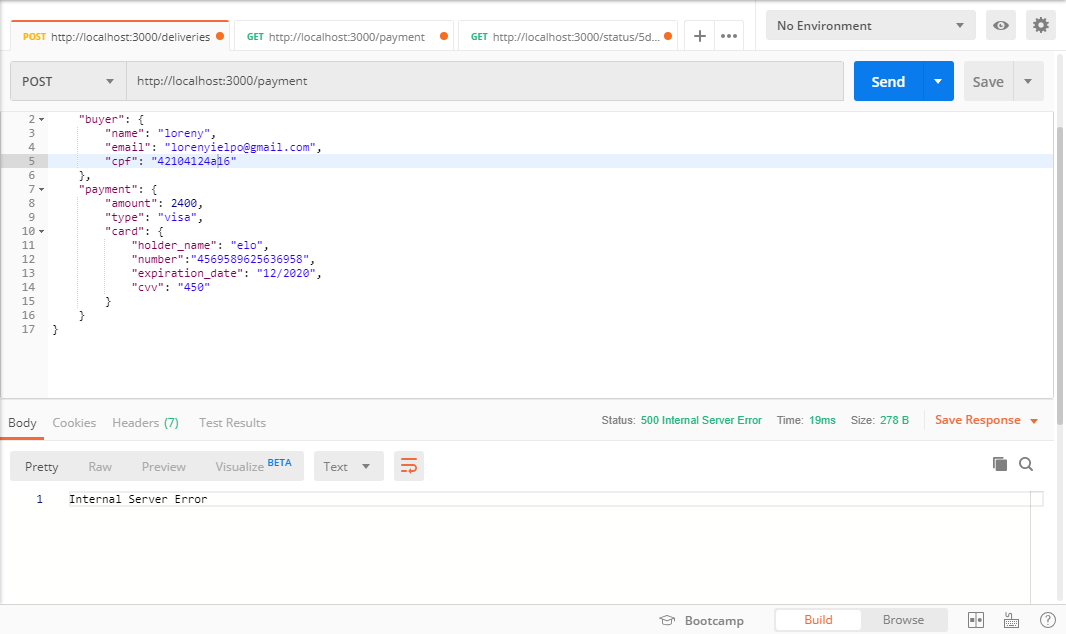 POST http://localhost:3000/deliveries GET http://localhost:3000/payment GET http://localhost:3000/status/5d... + ••• No Environment
POST http://localhost:3000/payment Send Save
2 "buyer": {
3 "name": "loreny",
4 "email": "lorenyielpo@gmail.com",
5 "cpf": "42104124a16"
6 },
7 "payment": {
8 "amount": 2400,
9 "type": "visa",
10 "card": {
11 "holder_name": "elo",
12 "number":"4569589625636958",
13 "expiration_date": "12/2020",
14 "cvv": "450"
15 }
16 }
17 }
Body Cookies Headers (7) Test Results Status: 500 Internal Server Error Time: 19ms Size: 278 B Save Response
Pretty Raw Preview Visualize BETA Text
1 Internal Server Error
Bootcamp Build Browse ?